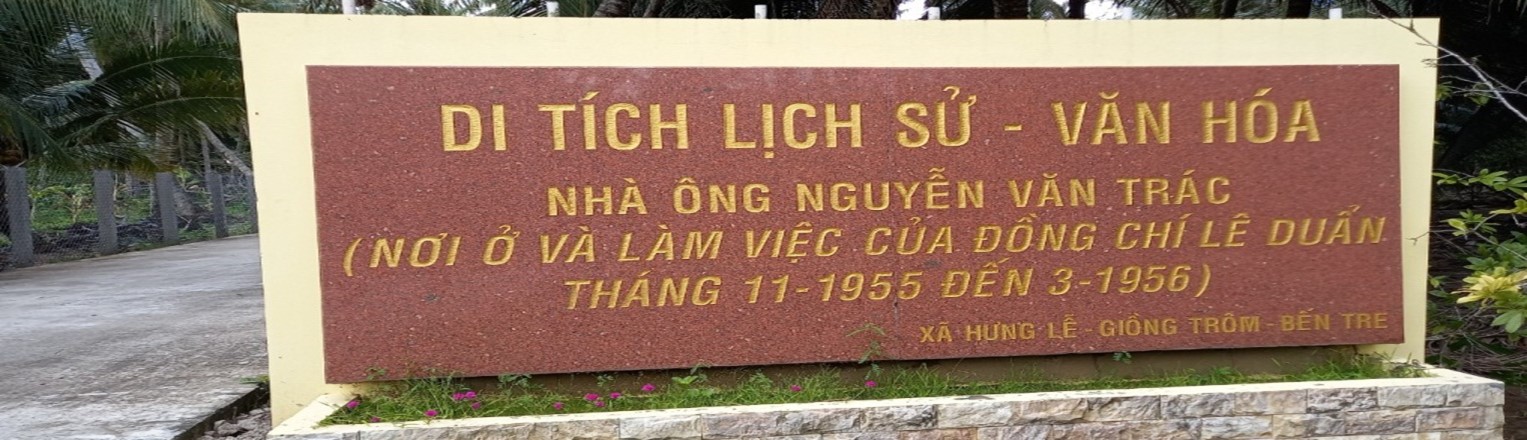 DI TÍCH LỊCH SỬ - VĂN HÓA
NHÀ ÔNG NGUYỄN VĂN TRÁC
(NƠI Ở VÀ LÀM VIỆC CỦA ĐỒNG CHÍ LÊ DUẨN
THÁNG 11-1955 ĐẾN 3-1956)
XÃ HƯNG LỄ - GIỒNG TRÔM - BẾN TRE